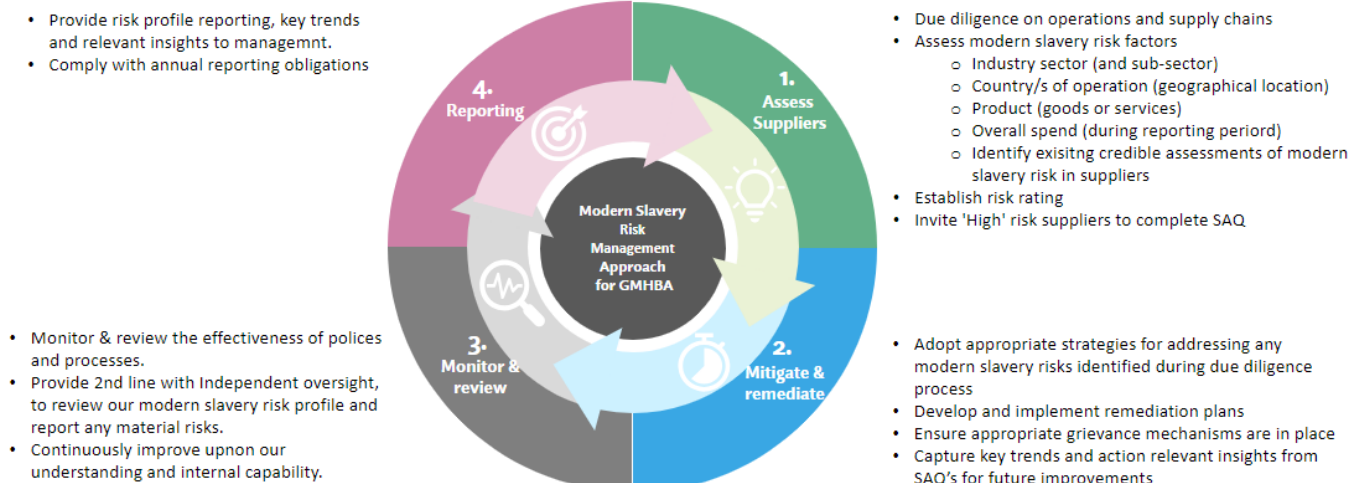 • Provide risk profile reporting, key trends
and relevant insights to managemnt.
• Comply with annual reporting obligations
4.
Reporting
1.
Assess
Suppliers
• Due diligence on operations and supply chains
• Assess modern slavery risk factors
o Industry sector (and sub-sector)
o Country/s of operation (geographical location)
o Product (goods or services)
o Overall spend (during reporting periord)
o Identify exisitng credible assessments of modern
slavery risk in suppliers
• Establish risk rating
• Invite 'High' risk suppliers to complete SAQ
Modern Slavery
Risk
Management
Approach
for GMHBA
• Monitor & review the effectiveness of polices
and processes.
• Provide 2nd line with Independent oversight,
to review our modern slavery risk profile and
report any material risks.
• Continuously improve upnon our
understanding and internal capability.
3.
Monitor &
review
2.
Mitigate &
remediate
• Adopt appropriate strategies for addressing any
modern slavery risks identified during due diligence
process
• Develop and implement remediation plans
• Ensure appropriate grievance mechanisms are in place
• Capture key trends and action relevant insights from
SAQ’s for future improvements